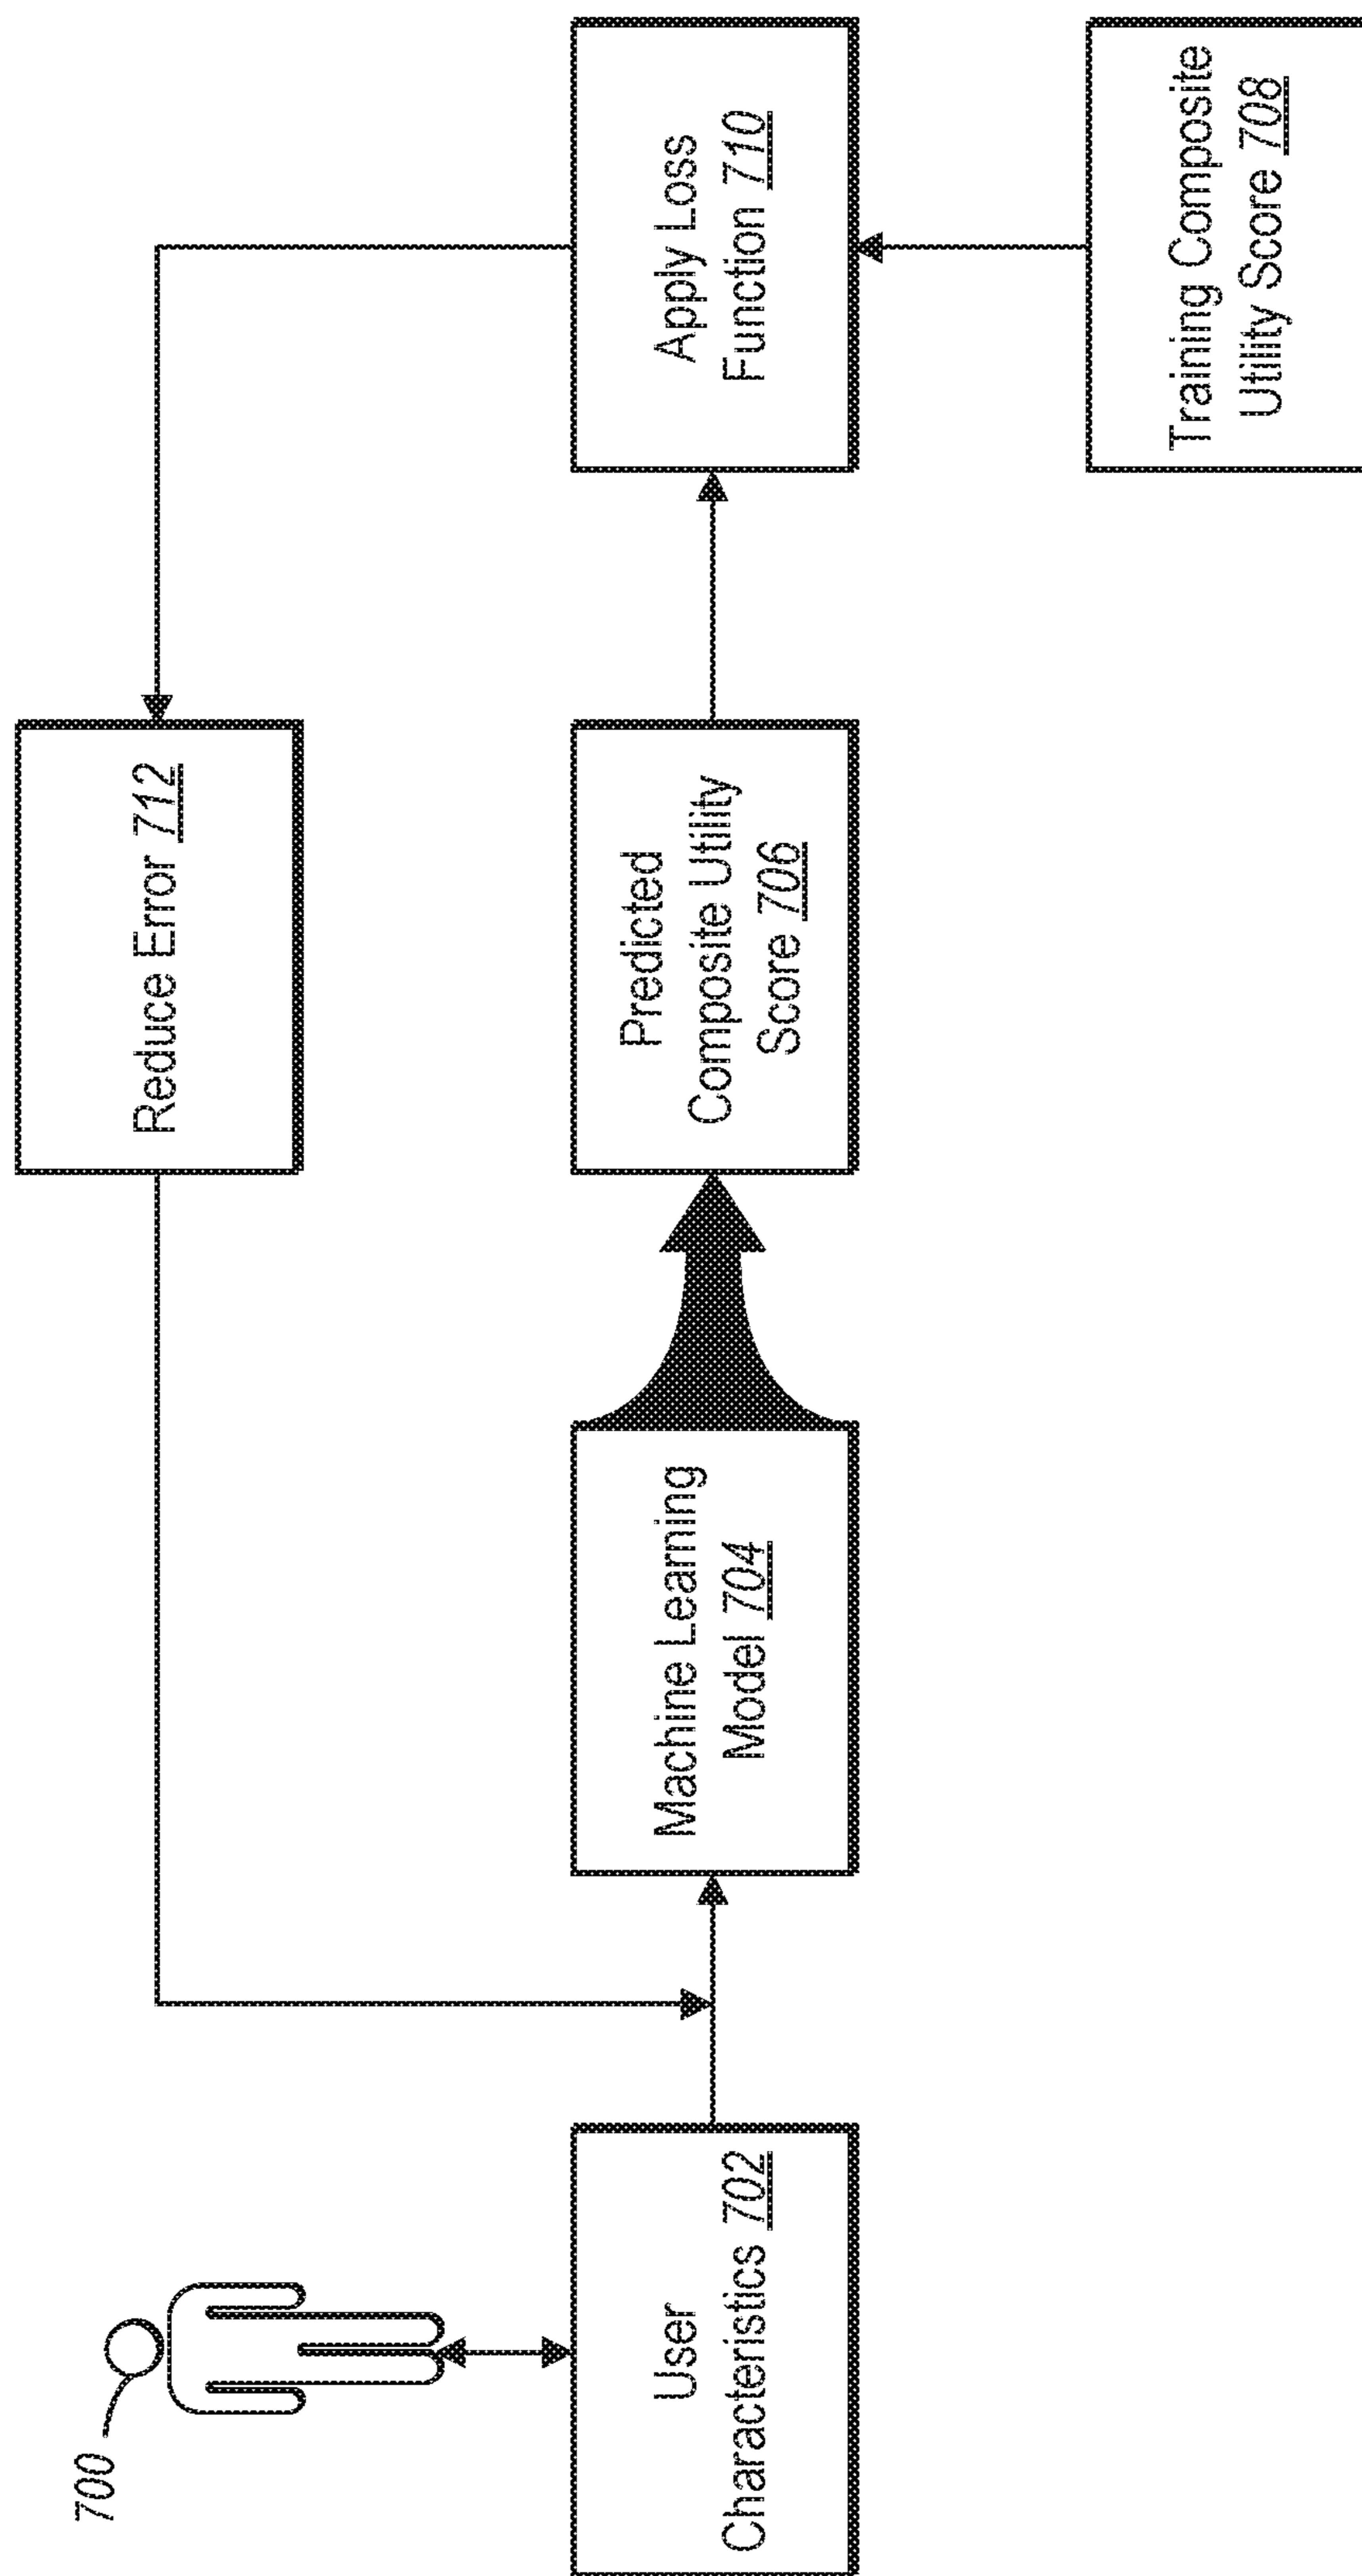 700
User
Characteristics 702
Machine Learning
Model 704
Predicted
Composite Utility
Score 706
Apply Loss
Function 710
Training Composite
Utility Score 708
Reduce Error 712